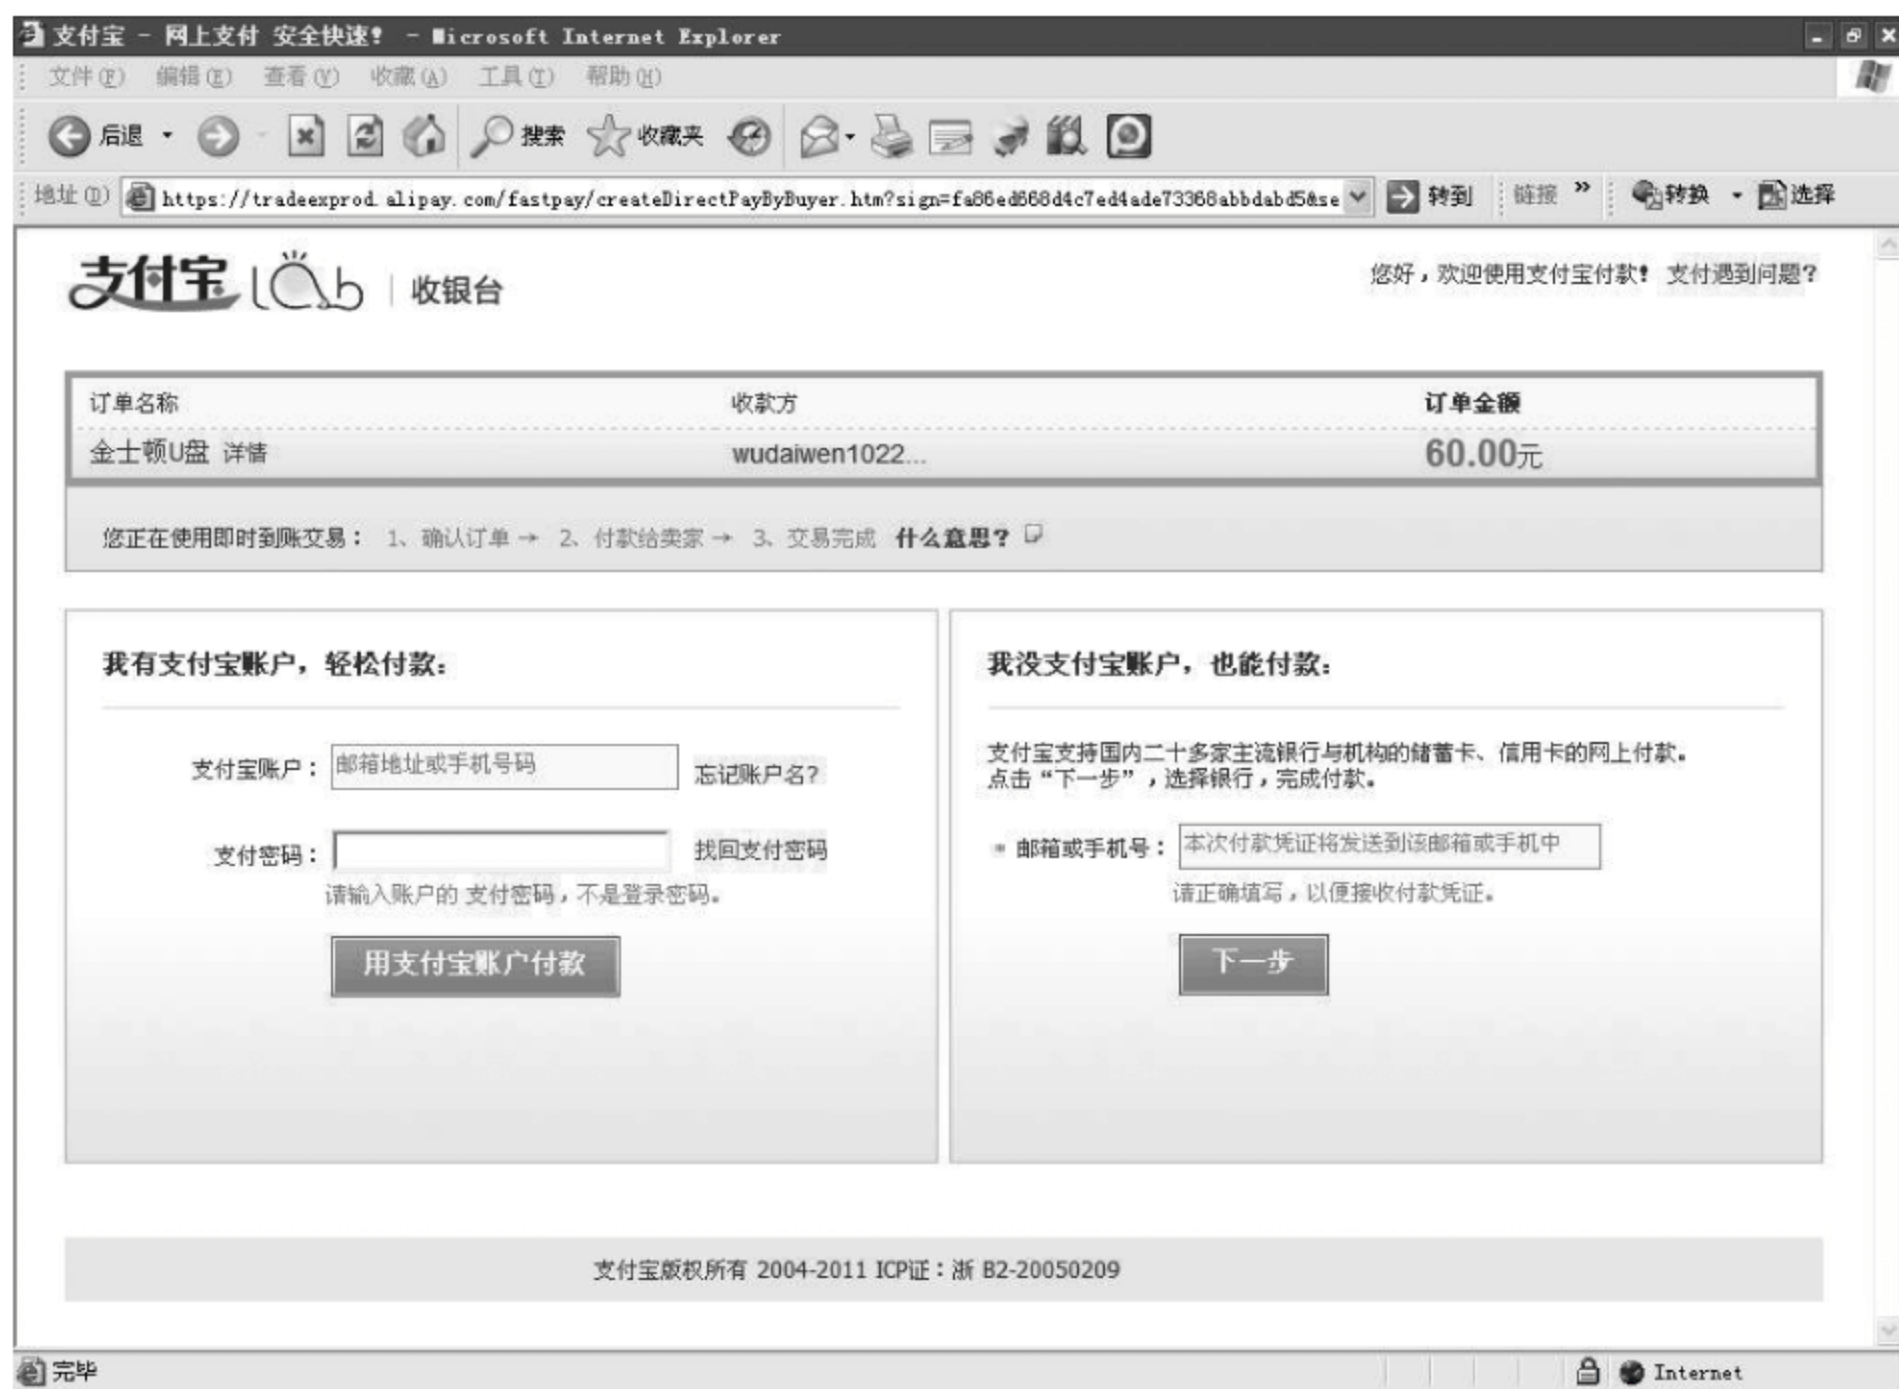 支付宝 - 网上支付 安全快速! - Microsoft Internet Explorer
文件(F) 编辑(E) 查看(V) 收藏(A) 工具(T) 帮助(H)
后退 搜索 收藏夹
地址(D) https://tradeexprod.alipay.com/fastpay/createDirectPayByBuyer.htm?sign=fa86ed668d4c7ed4ade73368abbdabd5&se 转到 链接 » 转换 选择
支付宝 lab | 收银台 您好，欢迎使用支付宝付款! 支付遇到问题?
订单名称 收款方 订单金额
金士顿U盘 详情 wudaiwen1022... 60.00元
您正在使用即时到账交易： 1、确认订单 → 2、付款给卖家 → 3、交易完成 什么意思?
我有支付宝账户，轻松付款：
支付宝账户： 邮箱地址或手机号码 忘记账户名?
支付密码： 找回支付密码
请输入账户的 支付密码，不是登录密码。
用支付宝账户付款
我没支付宝账户，也能付款：
支付宝支持国内二十多家主流银行与机构的储蓄卡、信用卡的网上付款。
点击“下一步”，选择银行，完成付款。
* 邮箱或手机号： 本次付款凭证将发送到该邮箱或手机中
请正确填写，以便接收付款凭证。
下一步
支付宝版权所有 2004-2011 ICP证：浙 B2-20050209
完毕 Internet